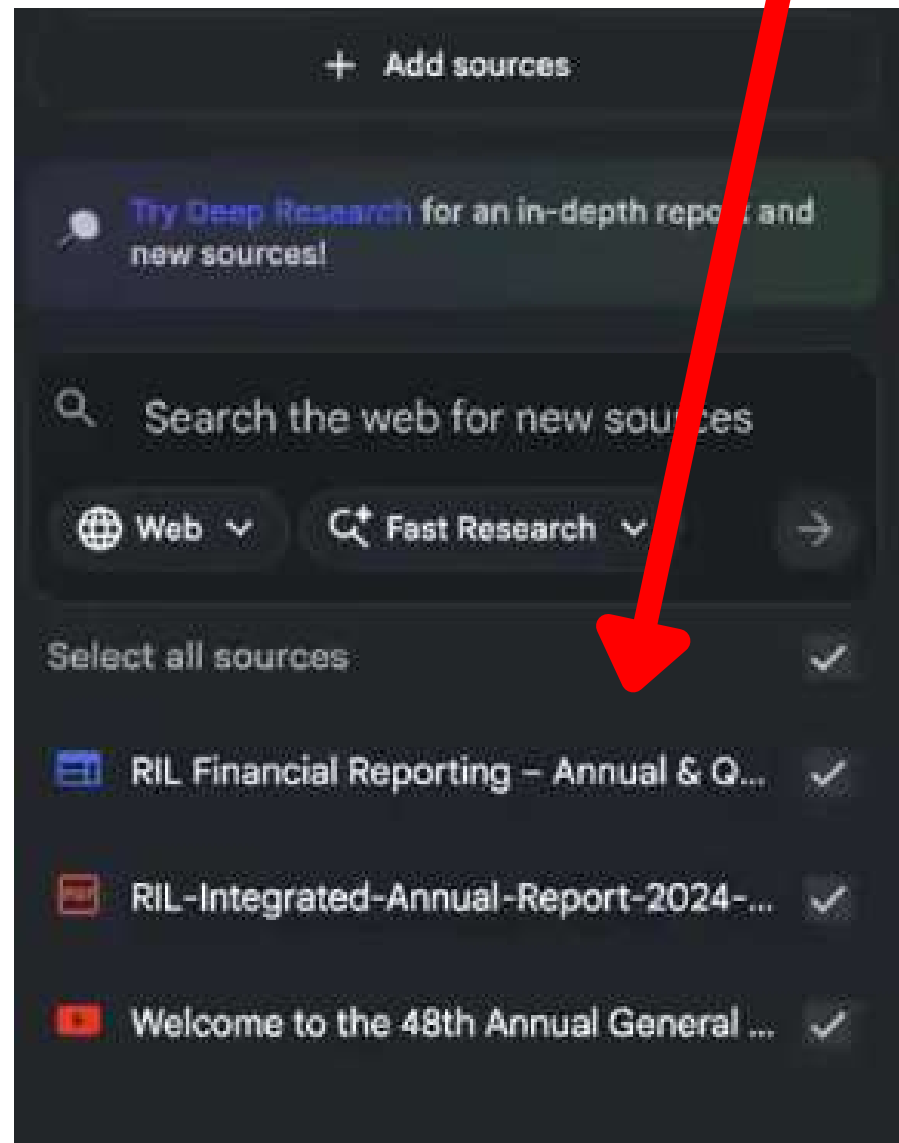 + Add sources
Try Deep Research for an in-depth report and
new sources!
Search the web for new sources
Web
Fast Research
Select all sources
RIL Financial Reporting – Annual & Q...
PDF
RIL-Integrated-Annual-Report-2024-...
Welcome to the 48th Annual General ...